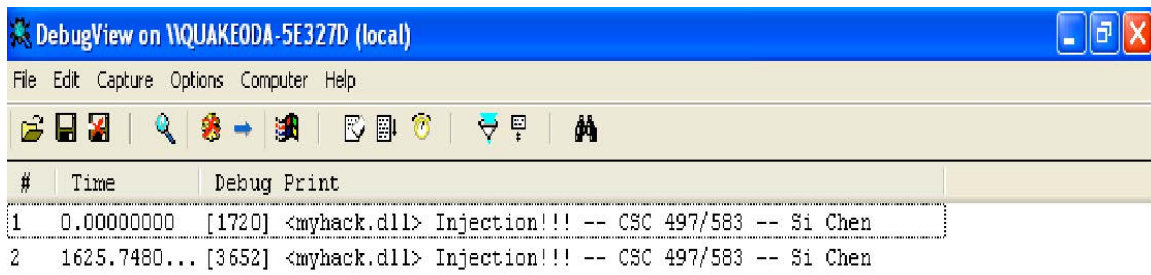 DebugView on \\QUAKE0DA-5E327D (local)
File Edit Capture Options Computer Help
# Time Debug Print
1 0.00000000 [1720] <myhack.dll> Injection!!! -- CSC 497/583 -- Si Chen
2 1625.7480... [3652] <myhack.dll> Injection!!! -- CSC 497/583 -- Si Chen